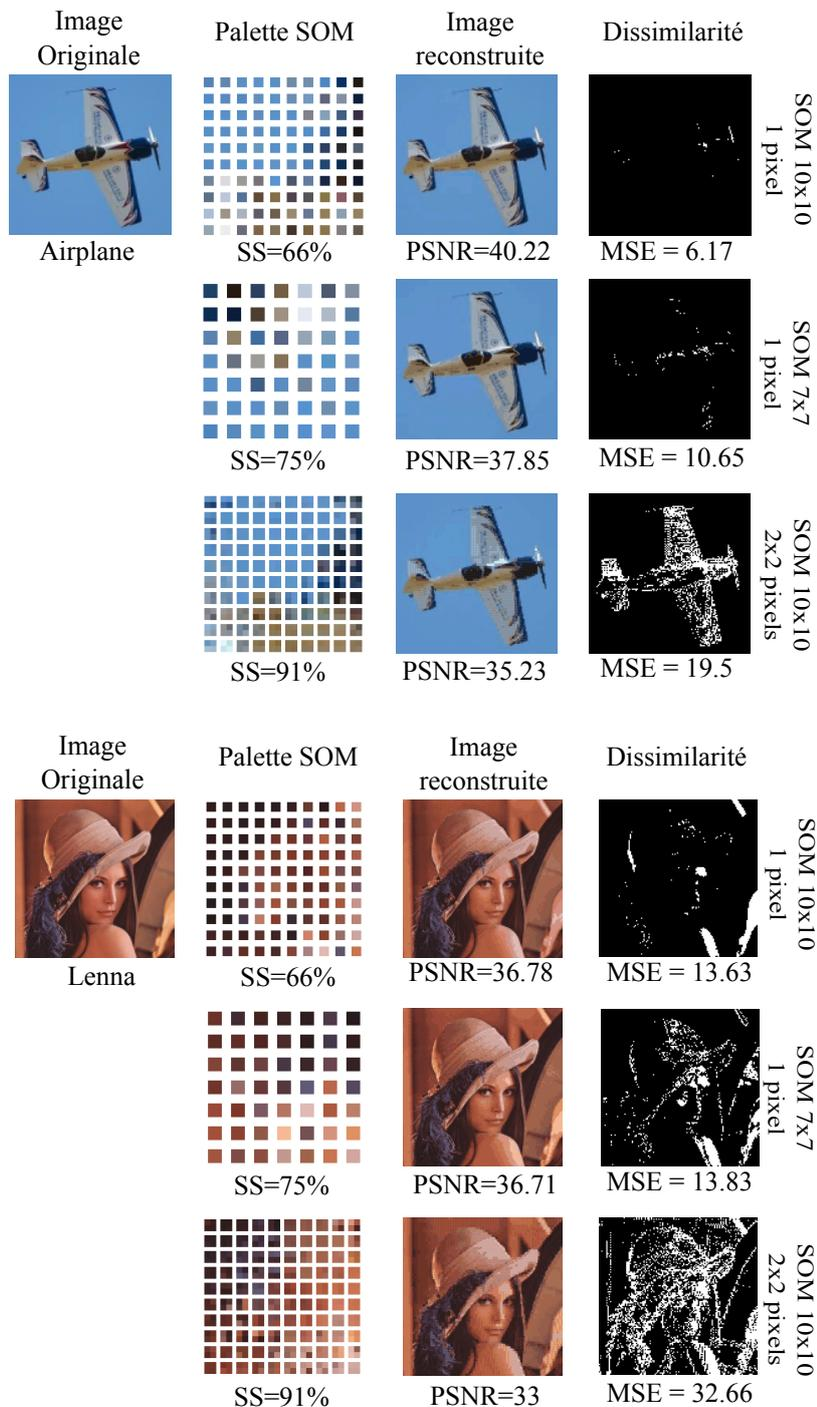 Image
Originale
Palette SOM
Image
reconstruite
Dissimilarité
Airplane
SS=66%
PSNR=40.22
MSE = 6.17
SOM 10x10
1 pixel
SS=75%
PSNR=37.85
MSE = 10.65
SOM 7x7
1 pixel
SS=91%
PSNR=35.23
MSE = 19.5
SOM 10x10
2x2 pixels
Image
Originale
Palette SOM
Image
reconstruite
Dissimilarité
Lenna
SS=66%
PSNR=36.78
MSE = 13.63
SOM 10x10
1 pixel
SS=75%
PSNR=36.71
MSE = 13.83
SOM 7x7
1 pixel
SS=91%
PSNR=33
MSE = 32.66
SOM 10x10
2x2 pixels